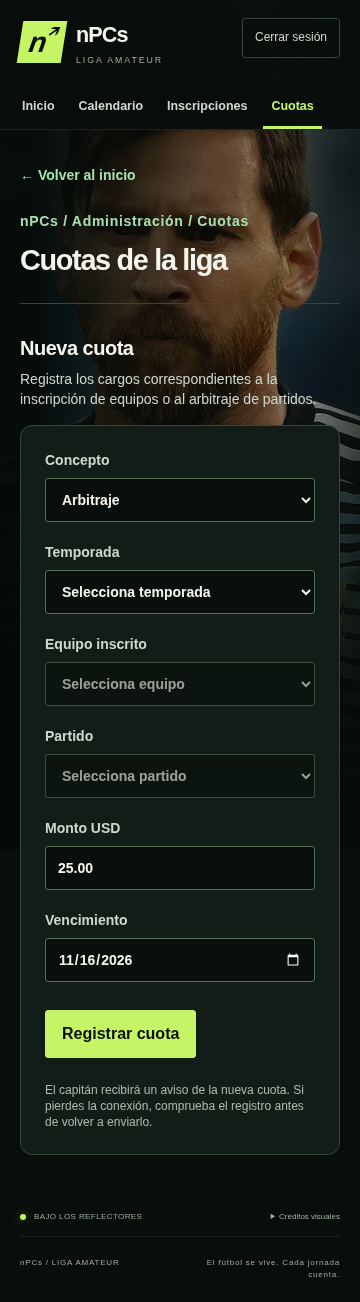 n
nPCs
LIGA AMATEUR
Cerrar sesión
Inicio
Calendario
Inscripciones
Cuotas
← Volver al inicio
nPCs / Administración / Cuotas
Cuotas de la liga
Nueva cuota
Registra los cargos correspondientes a la
inscripción de equipos o al arbitraje de partidos.
Concepto
Arbitraje
Temporada
Selecciona temporada
Equipo inscrito
Selecciona equipo
Partido
Selecciona partido
Monto USD
25.00
Vencimiento
11/16/2026
Registrar cuota
El capitán recibirá un aviso de la nueva cuota. Si
pierdes la conexión, comprueba el registro antes
de volver a enviarlo.
BAJO LOS REFLECTORES
Créditos visuales
nPCs / LIGA AMATEUR
El fútbol se vive. Cada jornada
cuenta.